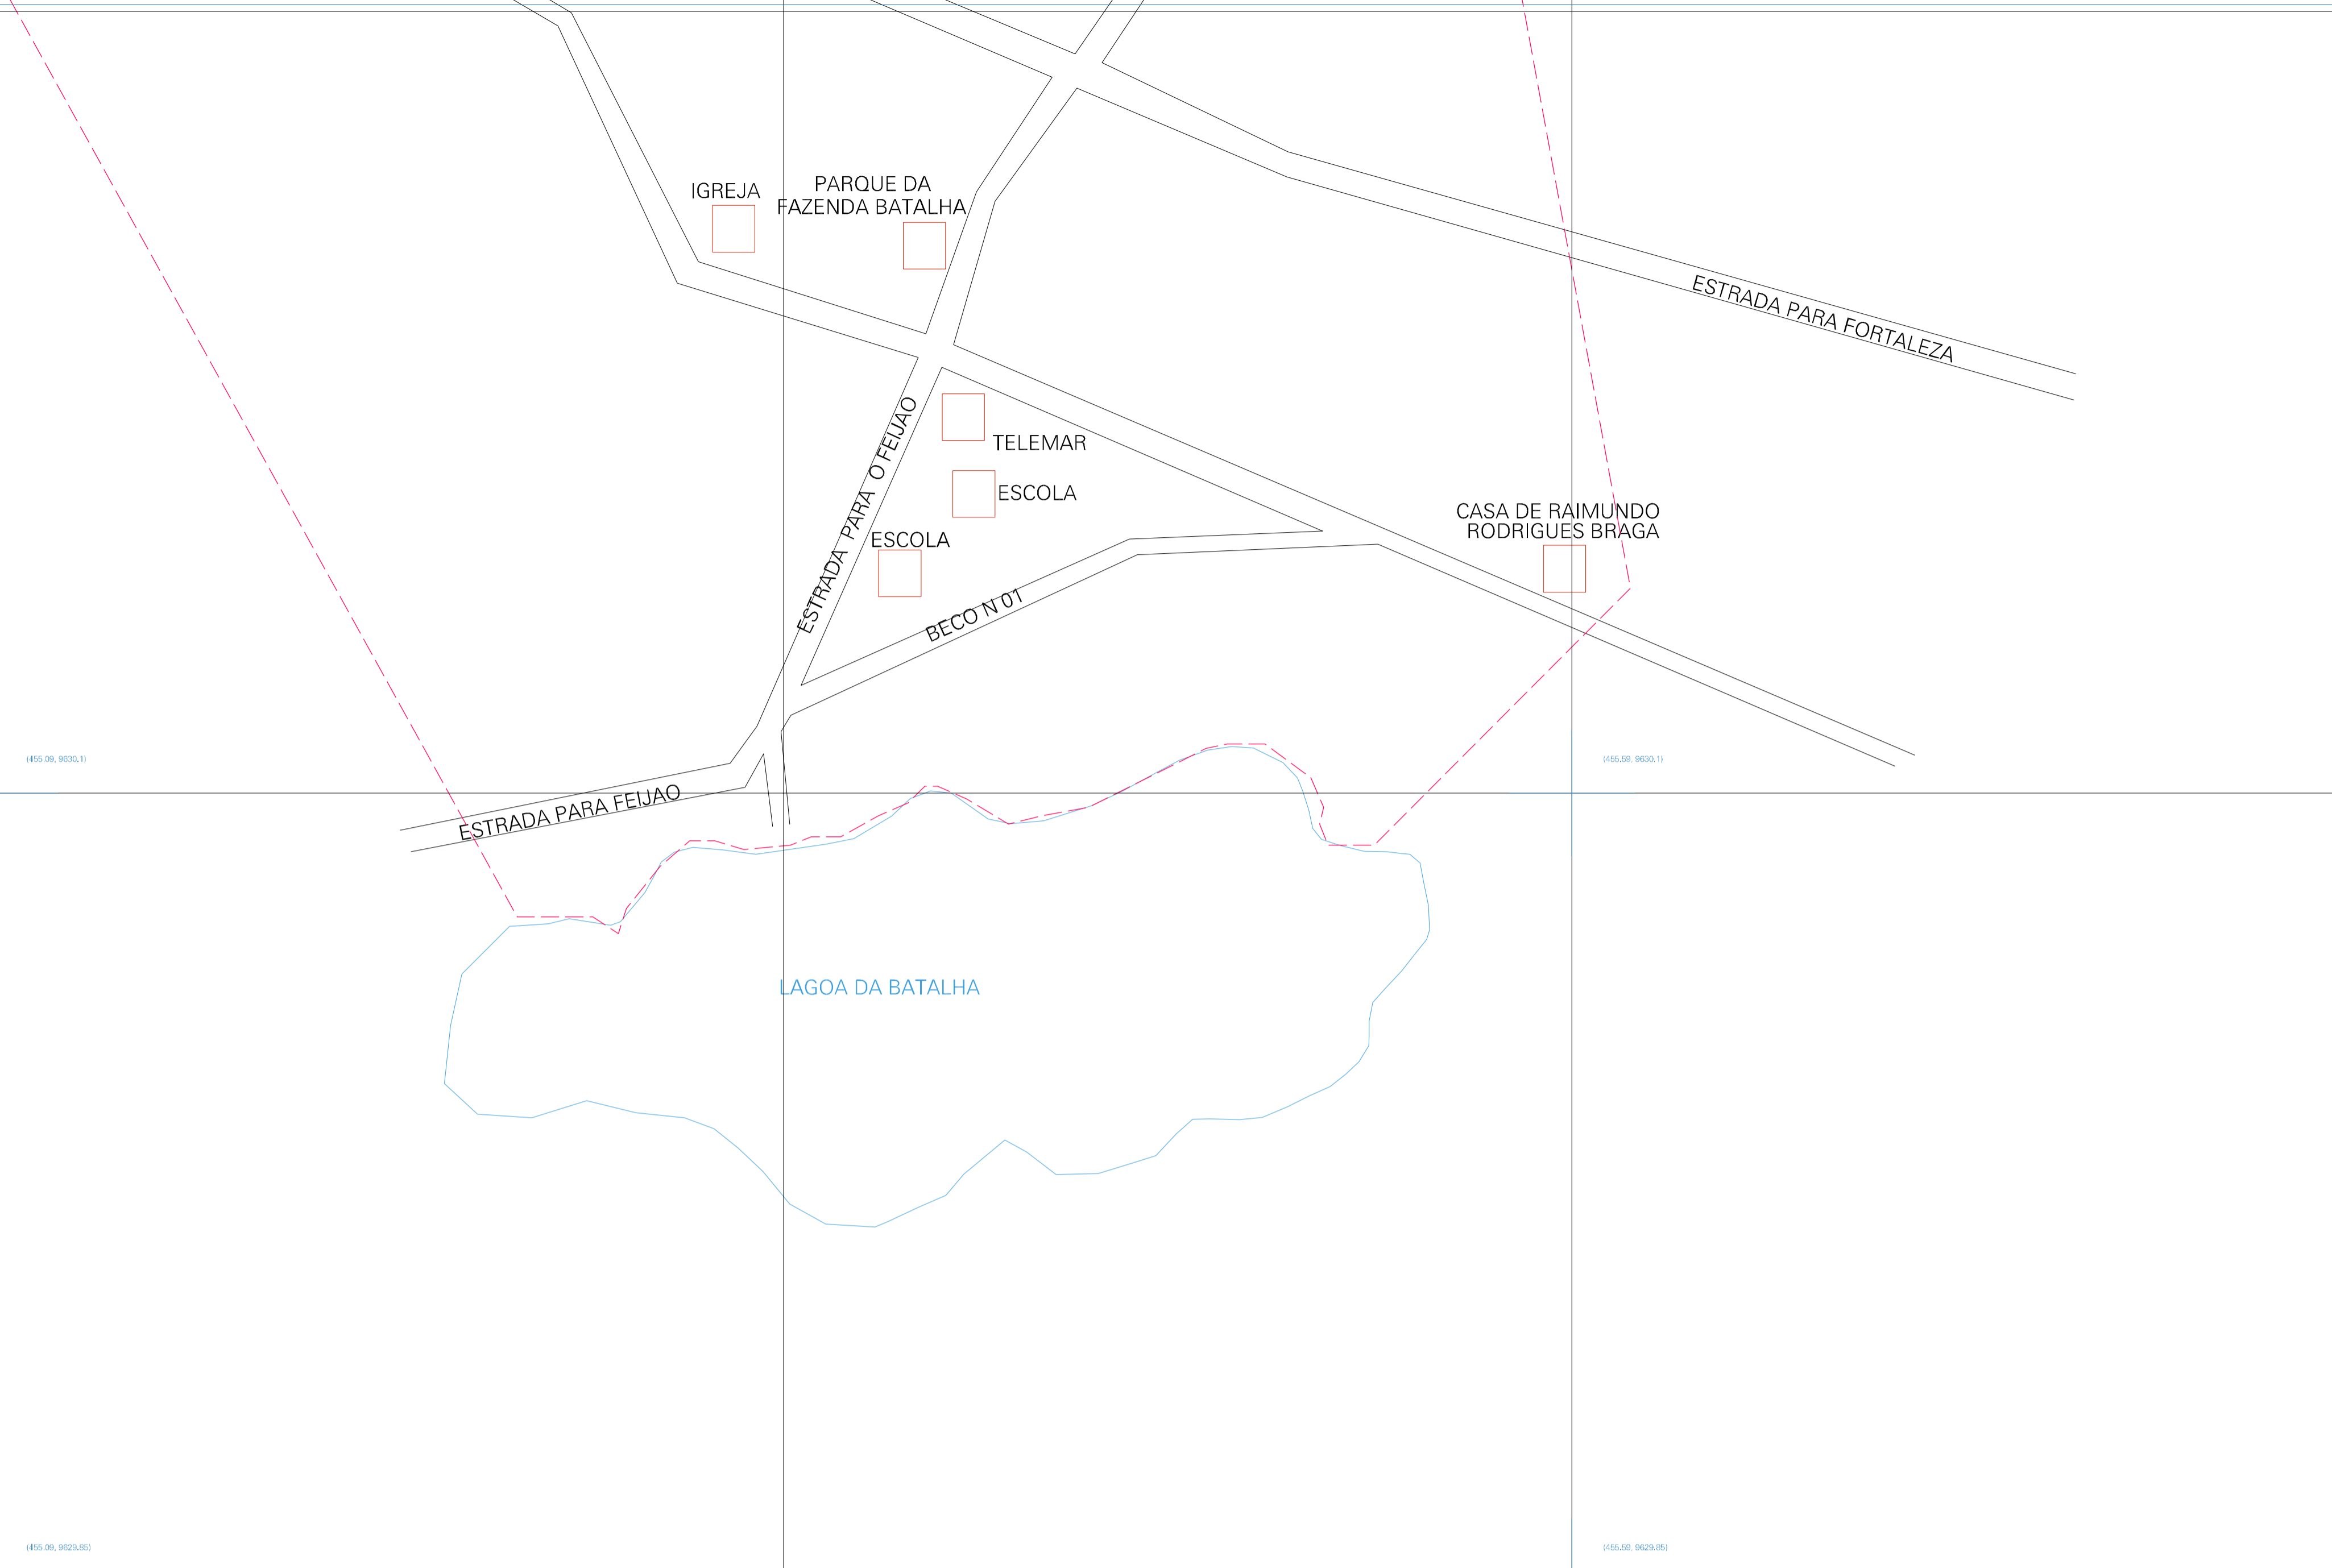 IGREJA
PARQUE DA
FAZENDA BATALHA
ESTRADA PARA FORTALEZA
ESTRADA PARA O FEIJAO
TELEMAR
ESCOLA
CASA DE RAIMUNDO
RODRIGUES BRAGA
ESCOLA
BECO N 01
(455.09, 9630.1)
(455.59, 9630.1)
ESTRADA PARA FEIJAO
LAGOA DA BATALHA
(455.09, 9629.85)
(455.59, 9629.85)